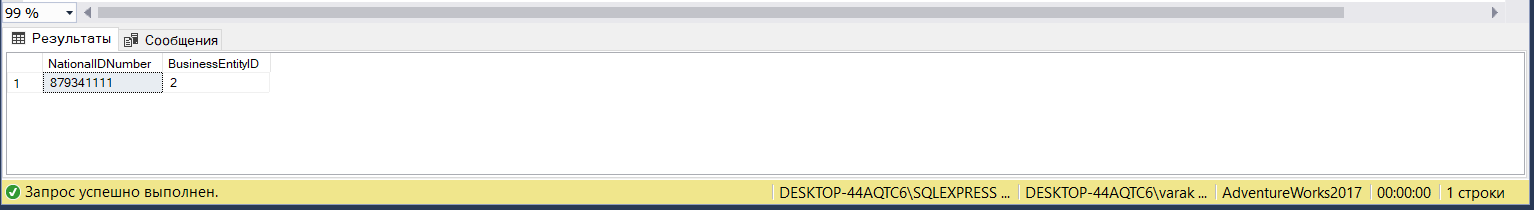 99 %
Результаты Сообщения
NationalIDNumber BusinessEntityID
1 879341111 2
Запрос успешно выполнен. DESKTOP-44AQTC6\SQLEXPRESS ... DESKTOP-44AQTC6\varak ... AdventureWorks2017 00:00:00 1 строки